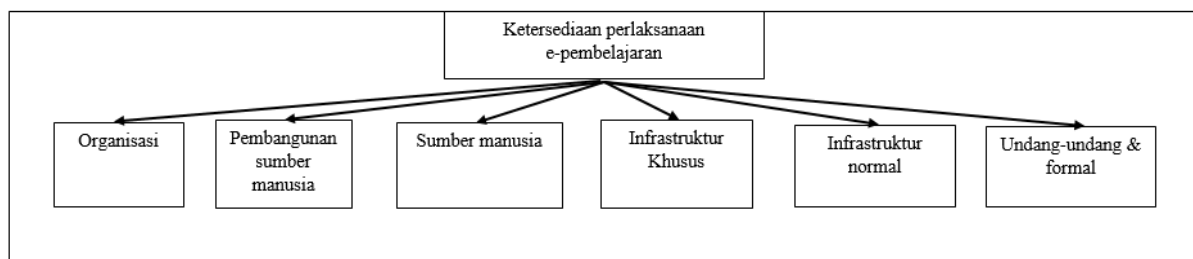 Ketersediaan perlaksanaan
e-pembelajaran
Organisasi
Pembangunan
sumber
manusia
Sumber manusia
Infrastruktur
Khusus
Infrastruktur
normal
Undang-undang &
formal